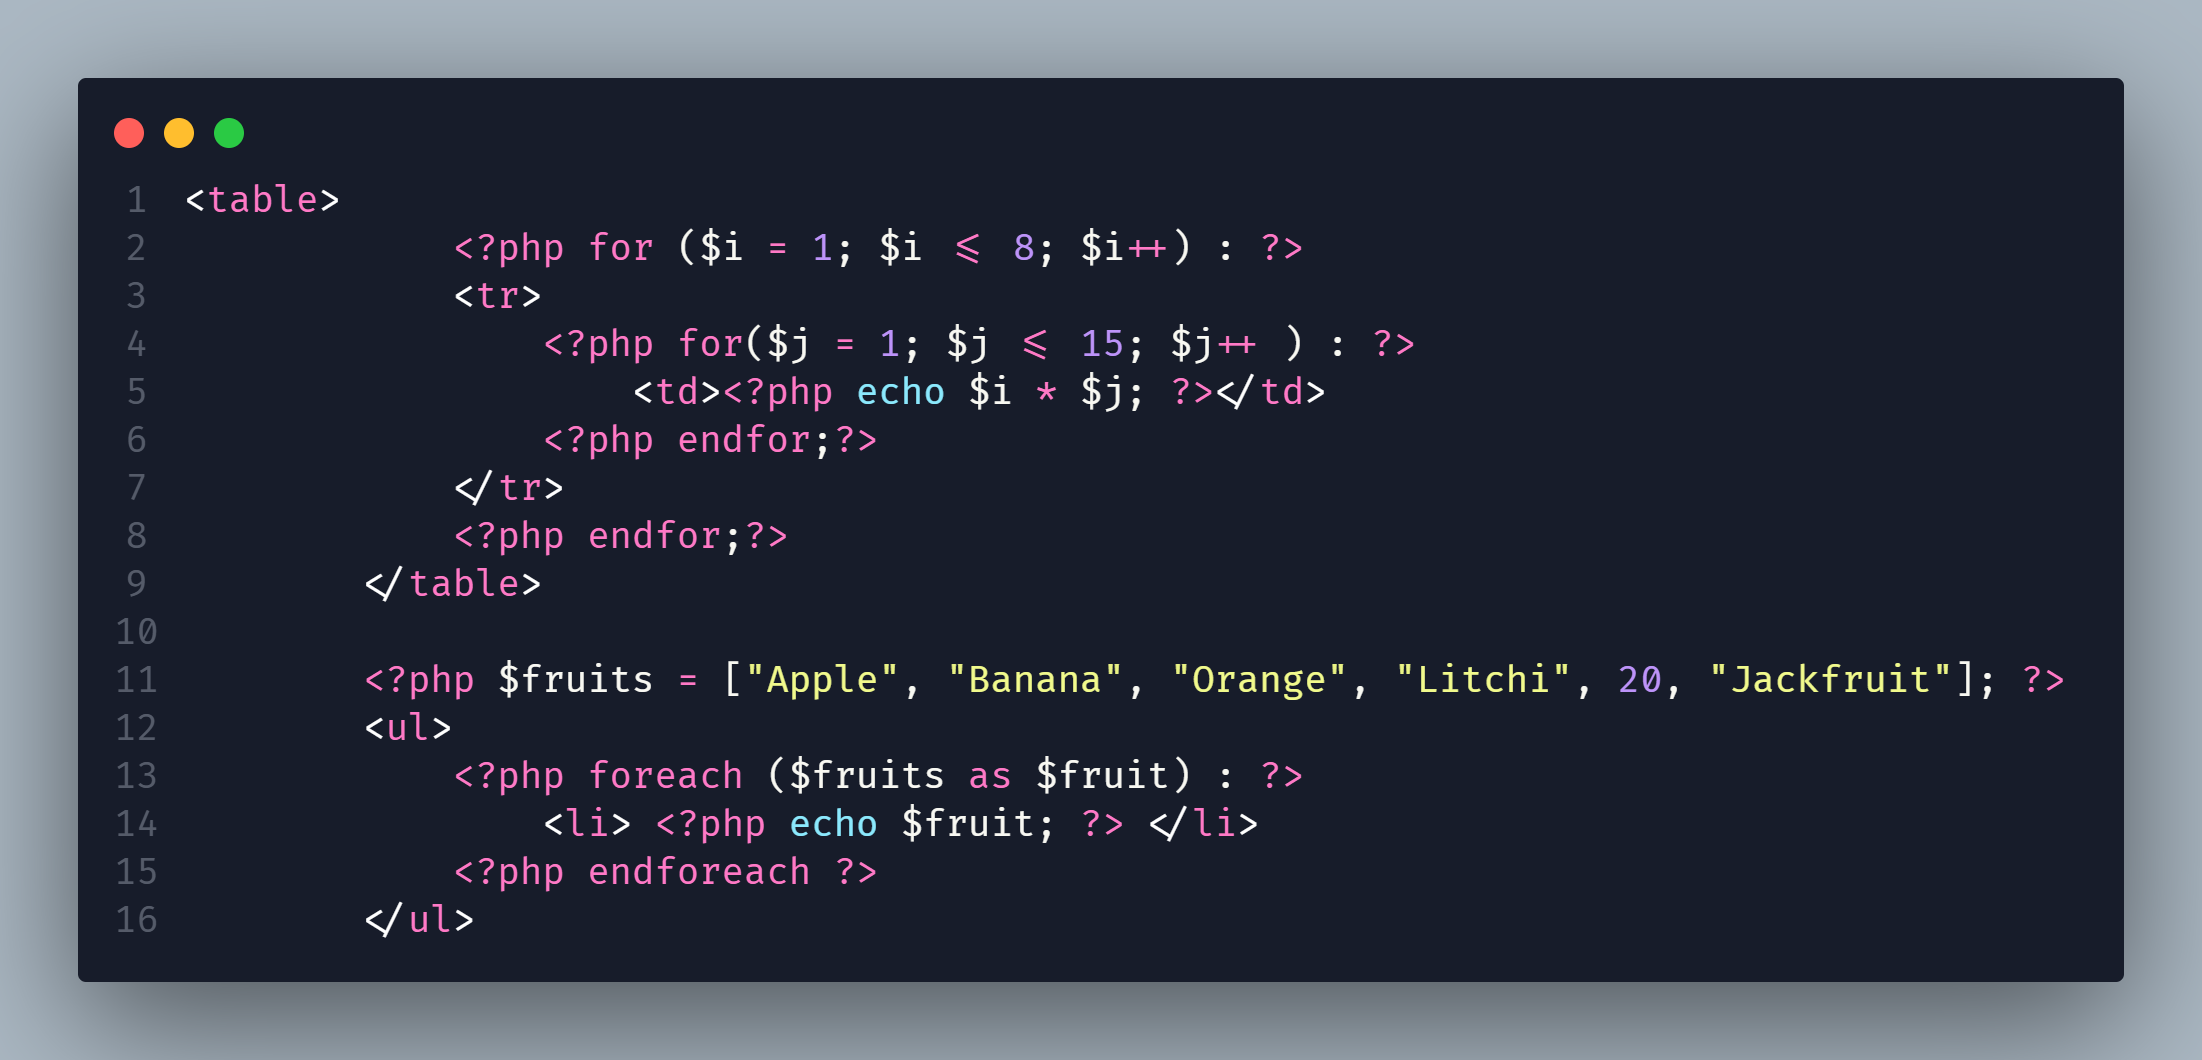 1 <table>
2 <?php for ($i = 1; $i <= 8; $i++) : ?>
3 <tr>
4 <?php for($j = 1; $j <= 15; $j++ ) : ?>
5 <td><?php echo $i * $j; ?></td>
6 <?php endfor;?>
7 </tr>
8 <?php endfor;?>
9 </table>
10
11 <?php $fruits = ["Apple", "Banana", "Orange", "Litchi", 20, "Jackfruit"]; ?>
12 <ul>
13 <?php foreach ($fruits as $fruit) : ?>
14 <li> <?php echo $fruit; ?> </li>
15 <?php endforeach ?>
16 </ul>